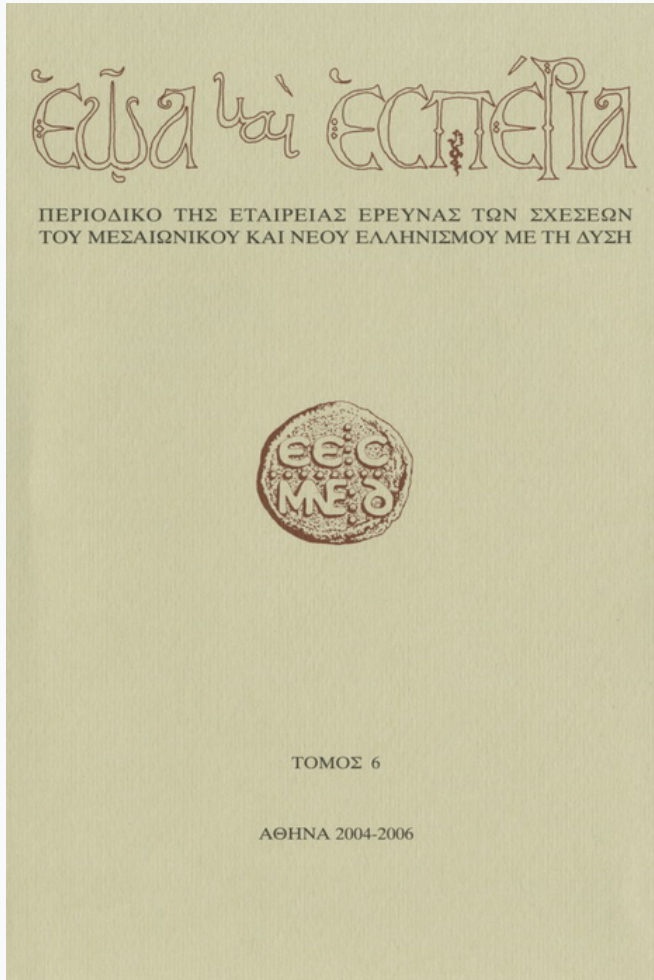 ἑῷα καὶ ἑσπέρια
ΠΕΡΙΟΔΙΚΟ ΤΗΣ ΕΤΑΙΡΕΙΑΣ ΕΡΕΥΝΑΣ ΤΩΝ ΣΧΕΣΕΩΝ
ΤΟΥ ΜΕΣΑΙΩΝΙΚΟΥ ΚΑΙ ΝΕΟΥ ΕΛΛΗΝΙΣΜΟΥ ΜΕ ΤΗ ΔΥΣΗ
ΕΕC
ΜΝΕδ
ΤΟΜΟΣ 6
ΑΘΗΝΑ 2004-2006